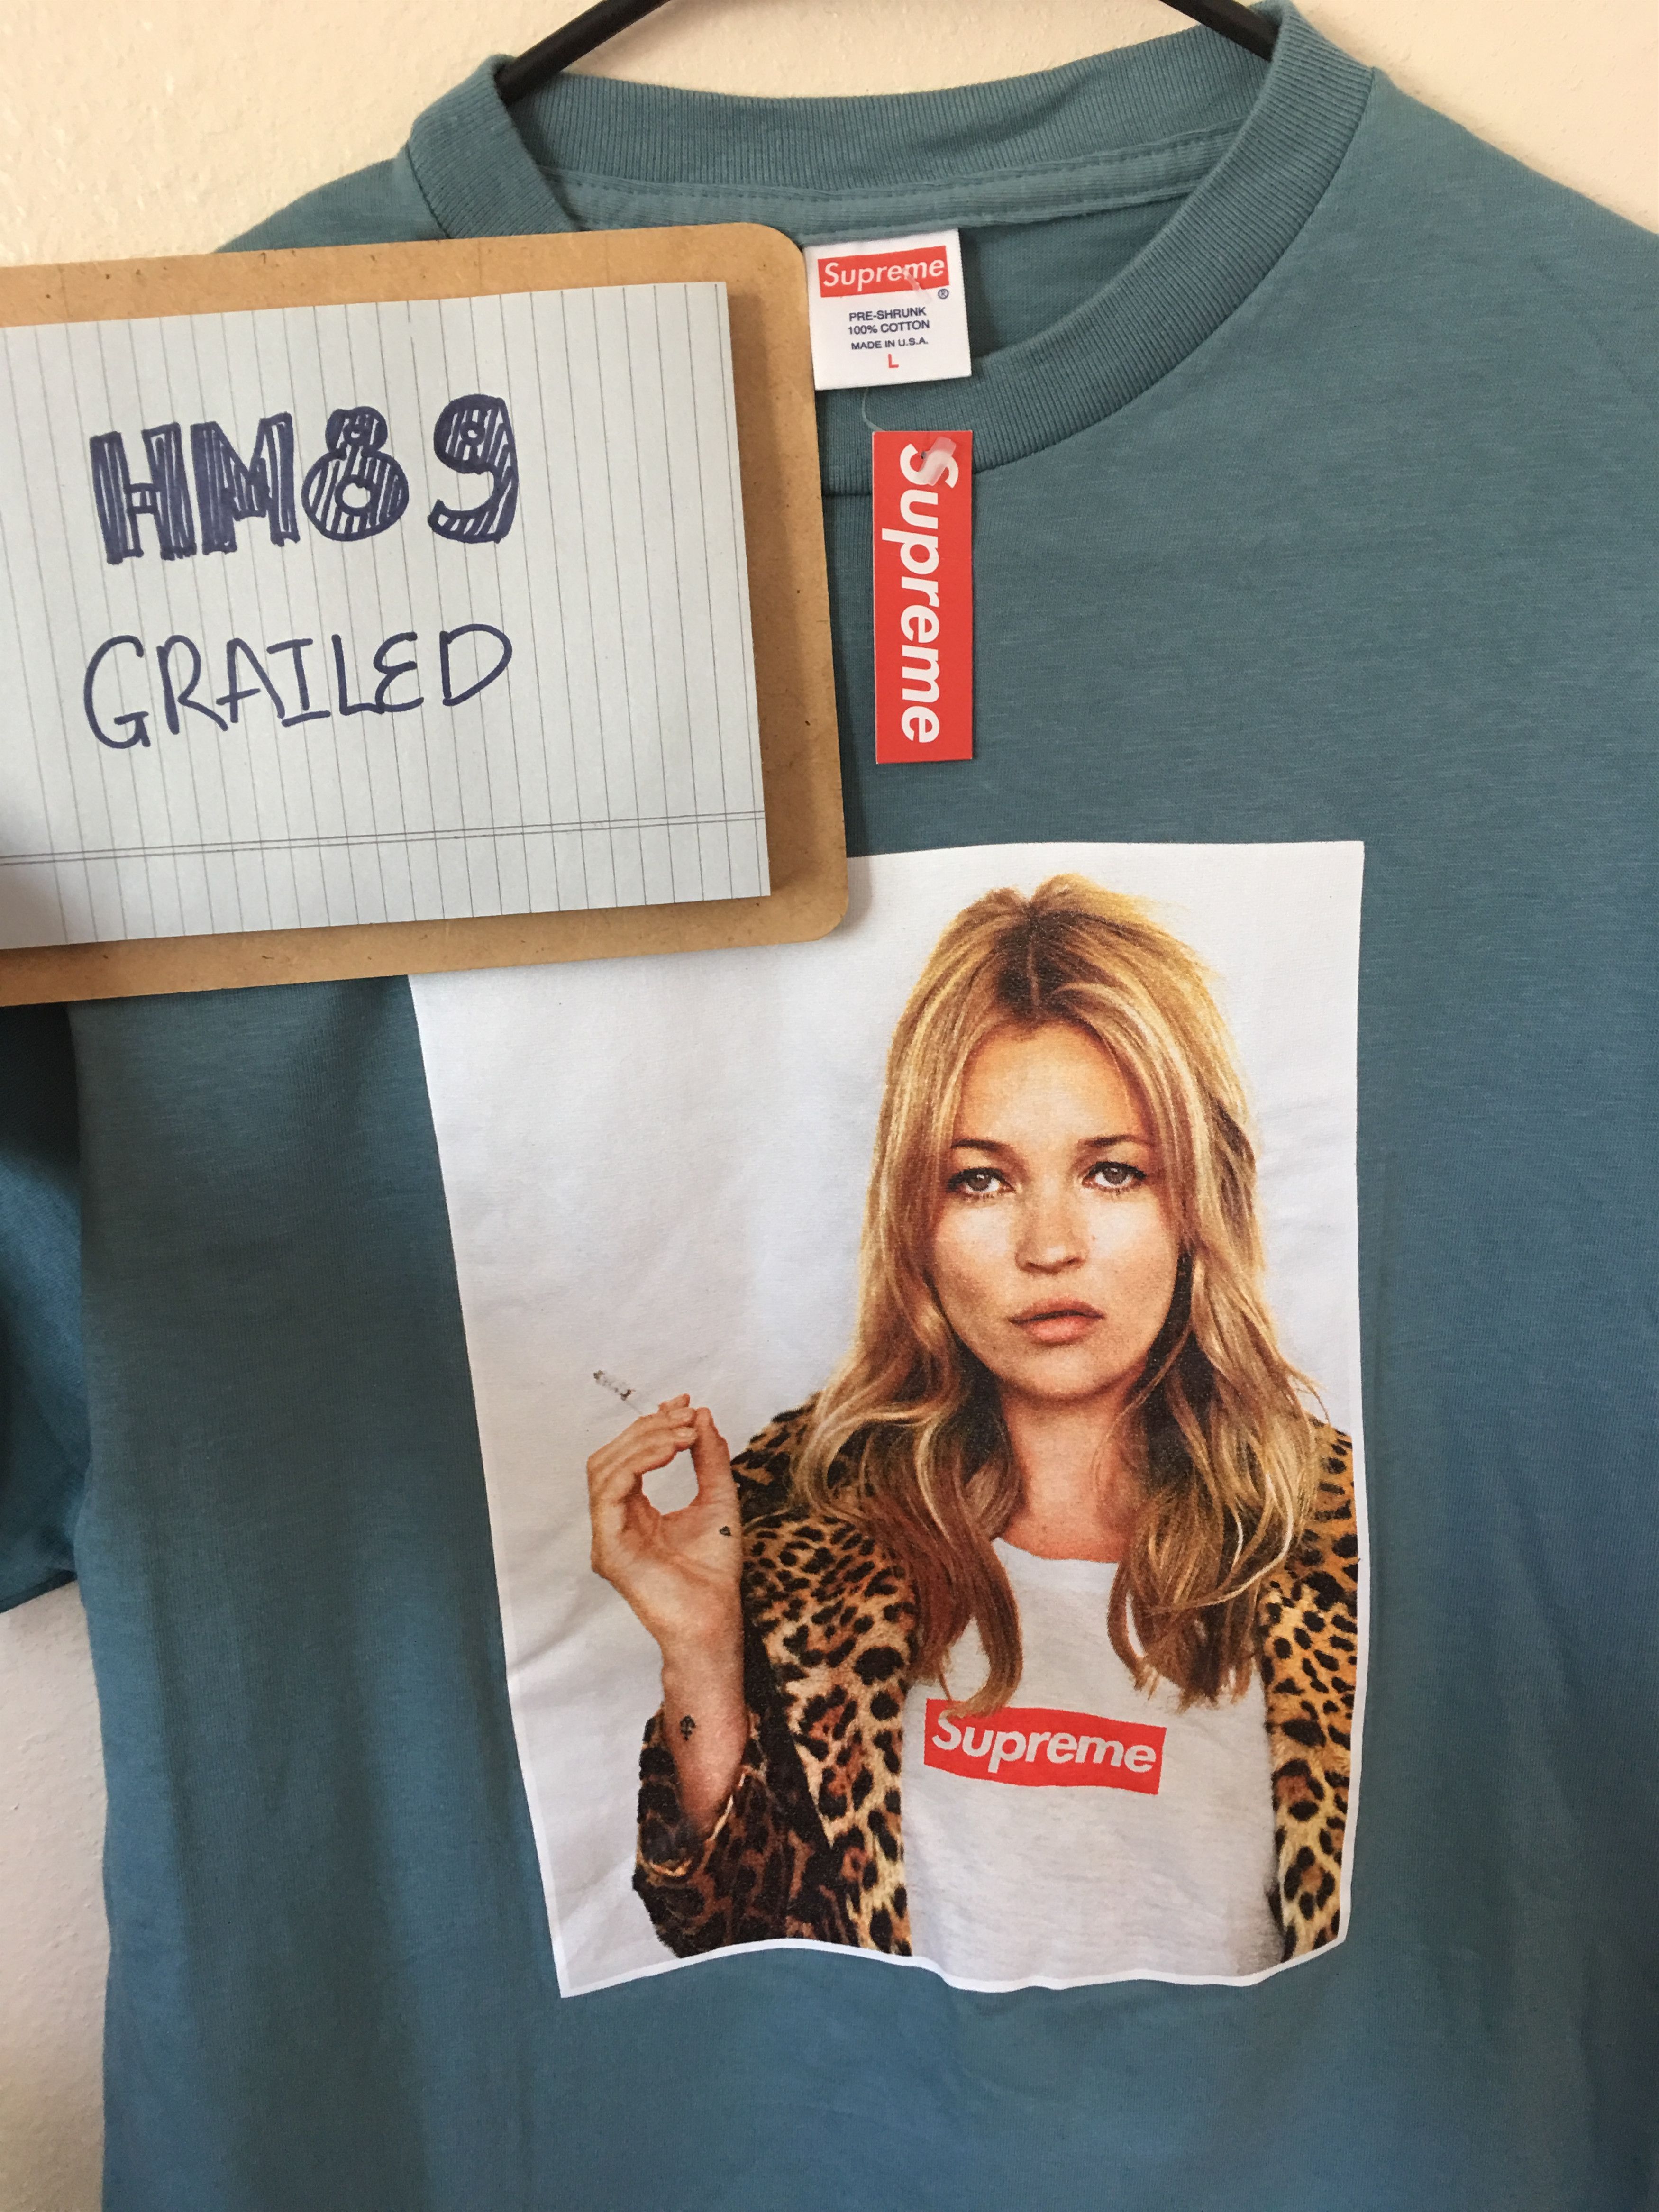 HM89
GRAILED
Supreme
®
PRE-SHRUNK
100% COTTON
MADE IN U.S.A.
L
Supreme
Supreme